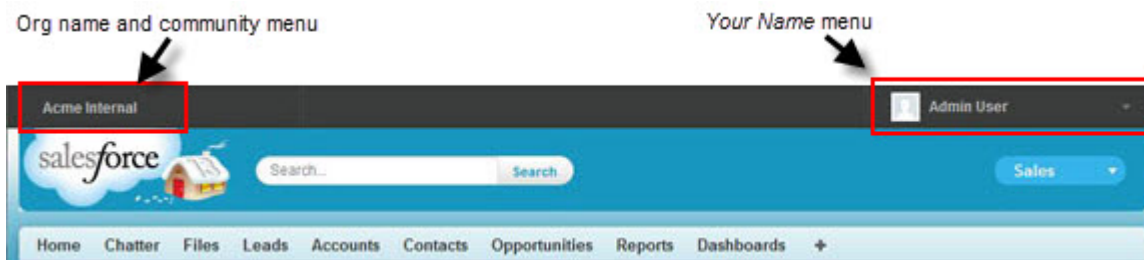 Org name and community menu
Your Name menu
Acme Internal
Admin User
salesforce
Search...
Search
Sales
Home Chatter Files Leads Accounts Contacts Opportunities Reports Dashboards +